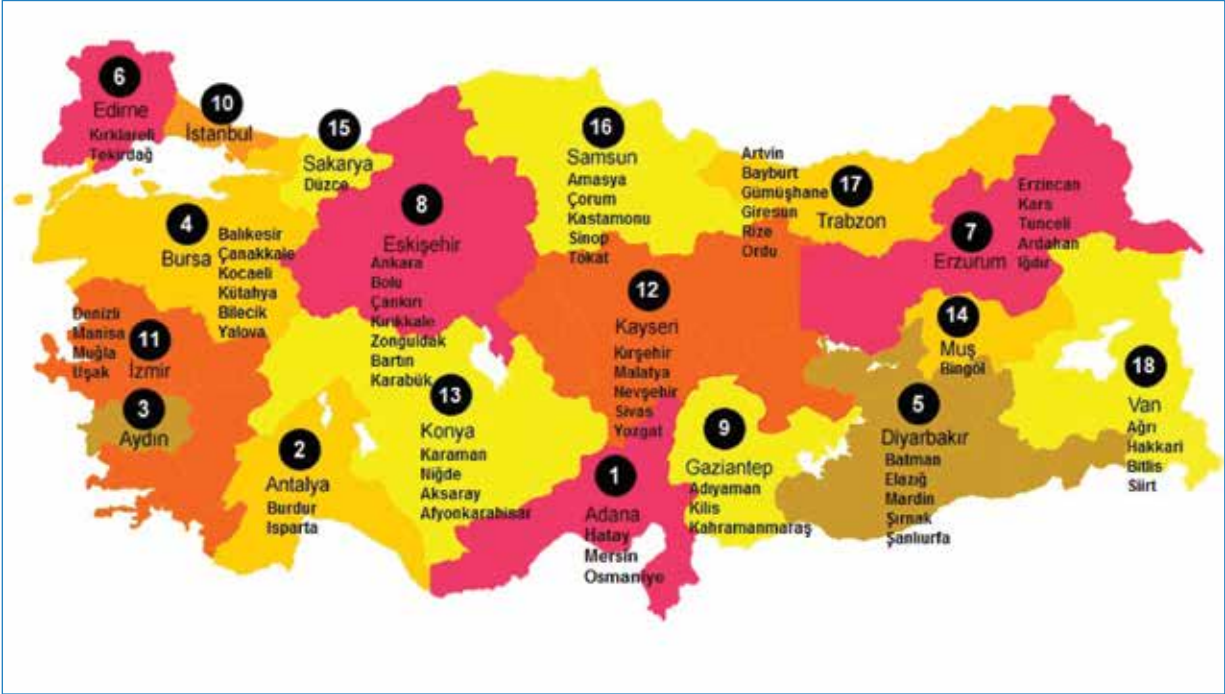 6
Edirne
Kırklareli
Tekirdağ
10
İstanbul
15
Sakarya
Düzce
4
Bursa
Balıkesir
Çanakkale
Kocaeli
Kütahya
Bilecik
Yalova
8
Eskişehir
Ankara
Bolu
Çankırı
Kırıkkale
Zonguldak
Bartın
Karabük
16
Samsun
Amasya
Çorum
Kastamonu
Sinop
Tokat
Artvin
Bayburt
Gümüşhane
Giresun
Rize
Ordu
17
Trabzon
7
Erzurum
Erzincan
Kars
Tunceli
Ardahan
Iğdır
Denizli
Manisa
Muğla
Uşak
11
İzmir
3
Aydın
2
Antalya
Burdur
Isparta
13
Konya
Karaman
Niğde
Aksaray
Afyonkarahisar
12
Kayseri
Kırşehir
Malatya
Nevşehir
Sivas
Yozgat
1
Adana
Hatay
Mersin
Osmaniye
9
Gaziantep
Adıyaman
Kilis
Kahramanmaraş
14
Muş
Bingöl
5
Diyarbakır
Batman
Elazığ
Mardin
Şırnak
Şanlıurfa
18
Van
Ağrı
Hakkari
Bitlis
Siirt